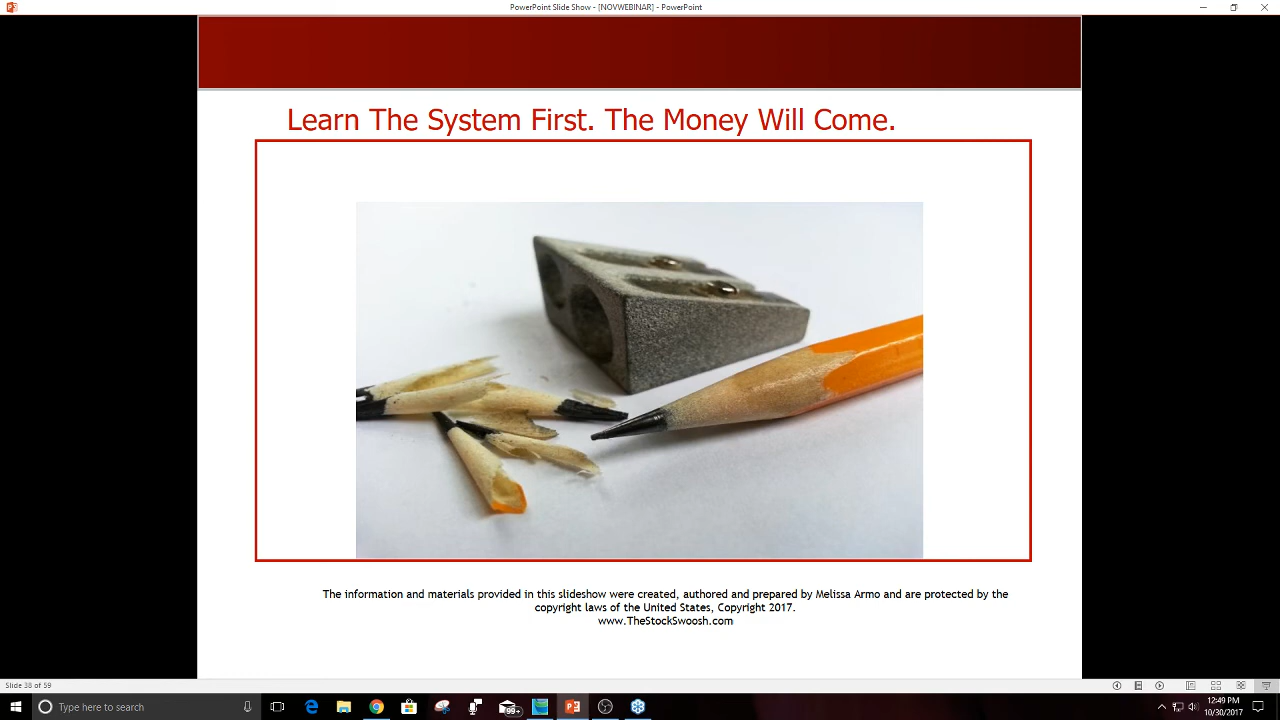 PowerPoint Slide Show - [NOVWEBINAR] - PowerPoint
Learn The System First. The Money Will Come.
The information and materials provided in this slideshow were created, authored and prepared by Melissa Armo and are protected by the
copyright laws of the United States, Copyright 2017.
www.TheStockSwoosh.com
Slide 38 of 59
Type here to search
99+
12:49 PM
10/30/2017